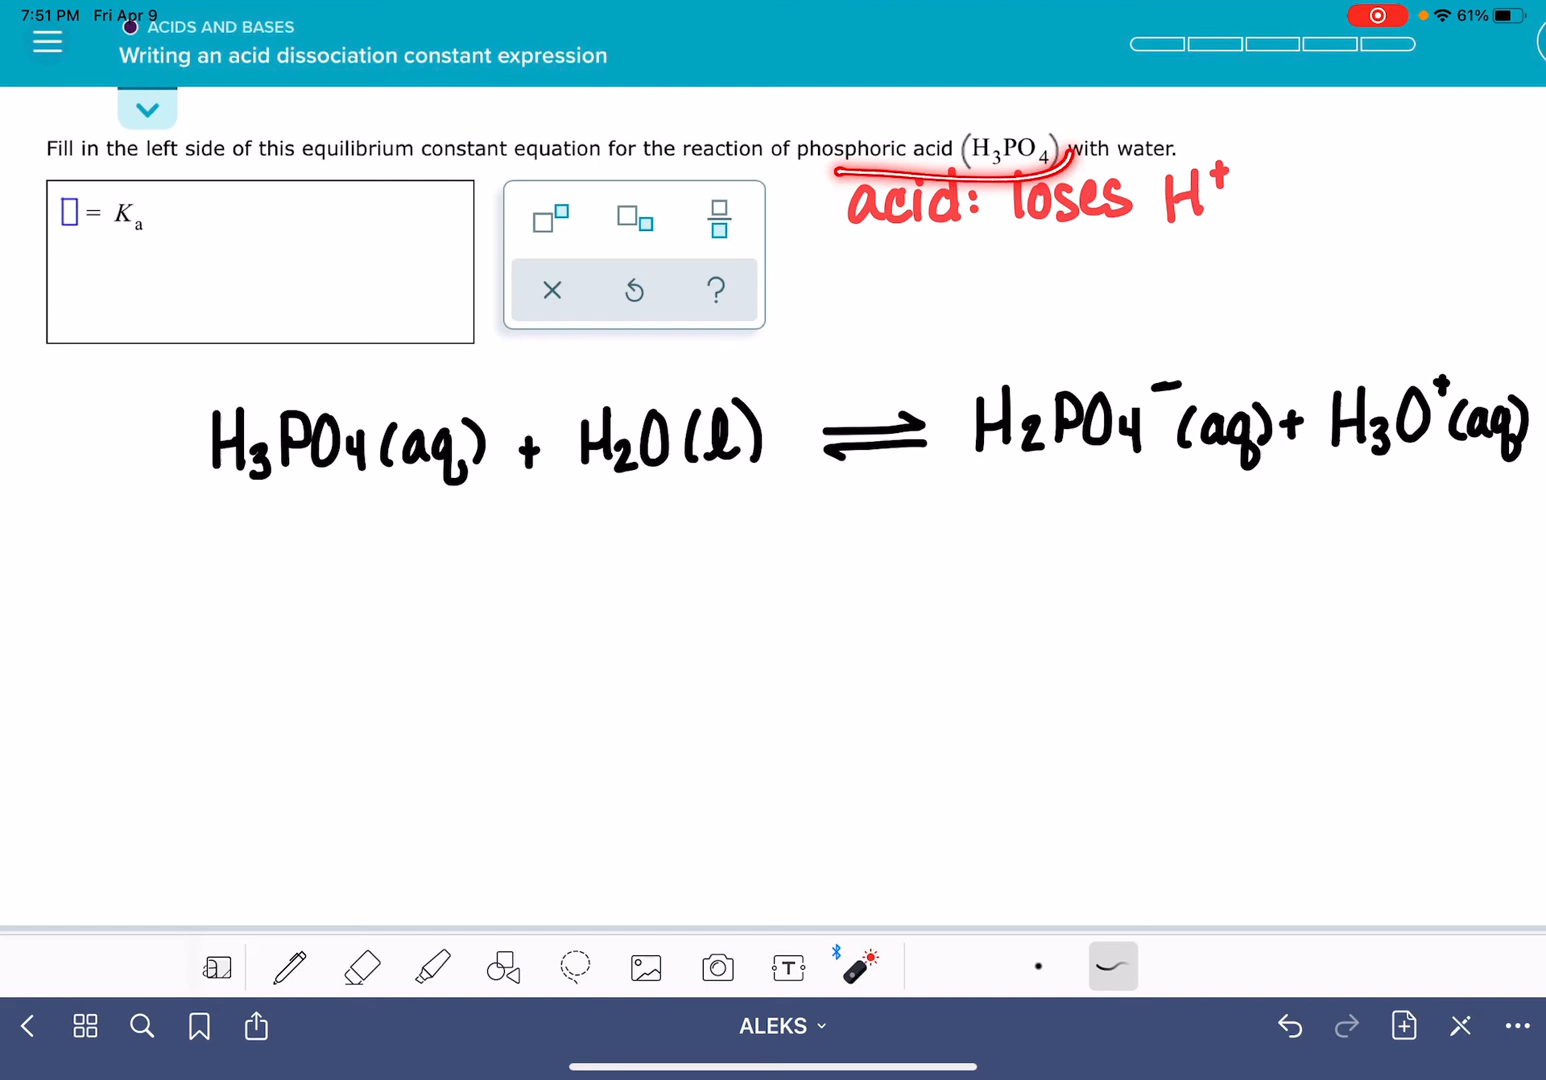 7:51 PM Fri Apr 9
61%
ACIDS AND BASES
Writing an acid dissociation constant expression
Fill in the left side of this equilibrium constant equation for the reaction of phosphoric acid (H₃PO₄) with water.
acid: loses H⁺
□ = Kₐ
?
H₃PO₄(aq) + H₂O(l) ⇌ H₂PO₄⁻(aq) + H₃O⁺(aq)
a
T
ALEKS